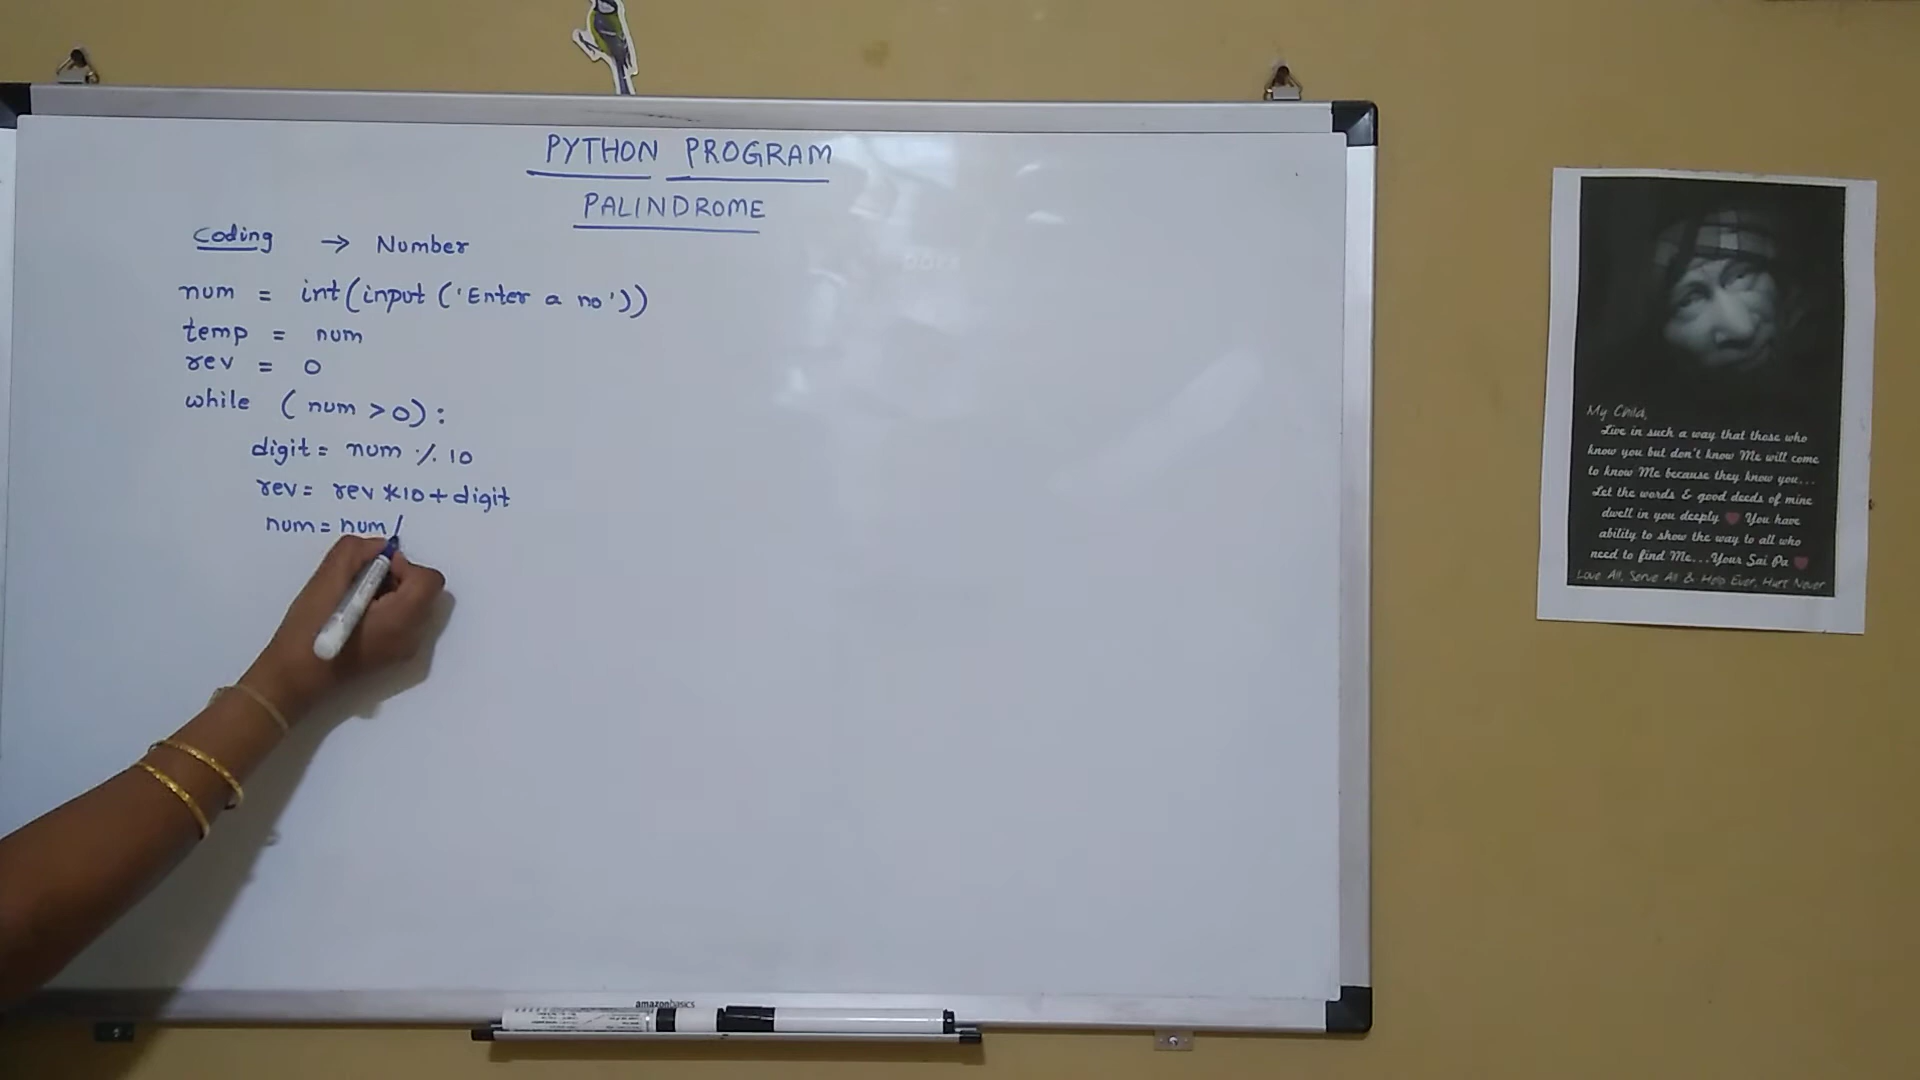 PYTHON PROGRAM
PALINDROME
Coding → Number
num = int(input ('Enter a no'))
temp = num
rev = 0
while (num >0):
digit = num % 10
rev = rev *10 + digit
num = num /
My Child,
Live in such a way that those who
know you but don't know Me will come
to know Me because they know you...
Let the words & good deeds of mine
dwell in you deeply ❤ You have
ability to show the way to all who
need to find Me...Your Sai Pa ❤
Love All, Serve All & Help Ever, Hurt Never
amazonbasics